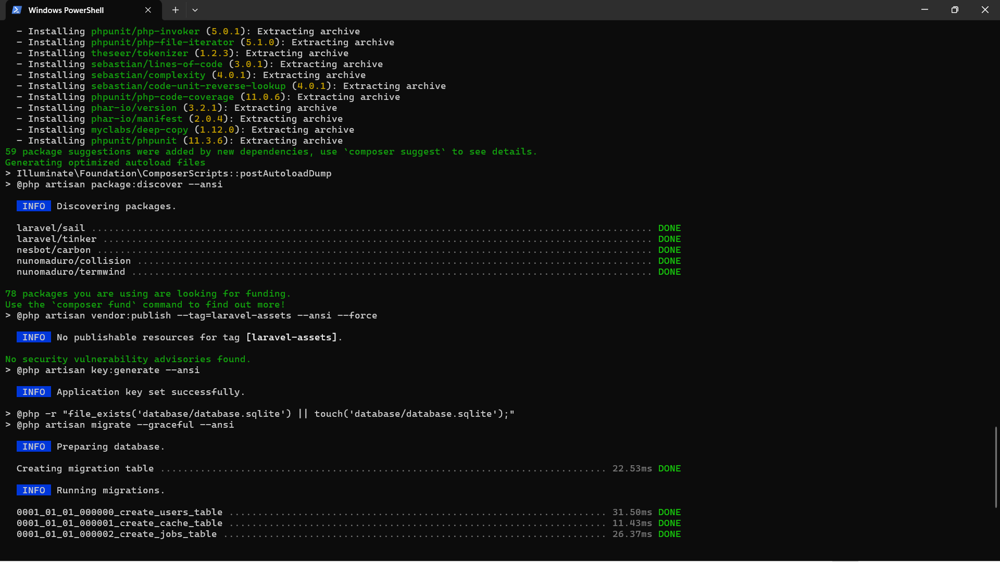 Windows PowerShell
- Installing phpunit/php-invoker (5.0.1): Extracting archive
- Installing phpunit/php-file-iterator (5.1.0): Extracting archive
- Installing theseer/tokenizer (1.2.3): Extracting archive
- Installing sebastian/lines-of-code (3.0.1): Extracting archive
- Installing sebastian/complexity (4.0.1): Extracting archive
- Installing sebastian/code-unit-reverse-lookup (4.0.1): Extracting archive
- Installing phpunit/php-code-coverage (11.0.6): Extracting archive
- Installing phar-io/version (3.2.1): Extracting archive
- Installing phar-io/manifest (2.0.4): Extracting archive
- Installing myclabs/deep-copy (1.12.0): Extracting archive
- Installing phpunit/phpunit (11.3.6): Extracting archive
59 package suggestions were added by new dependencies, use `composer suggest` to see details.
Generating optimized autoload files
> Illuminate\Foundation\ComposerScripts::postAutoloadDump
> @php artisan package:discover --ansi
INFO Discovering packages.
laravel/sail .................................................................................................. DONE
laravel/tinker ................................................................................................ DONE
nesbot/carbon ................................................................................................. DONE
nunomaduro/collision .......................................................................................... DONE
nunomaduro/termwind ........................................................................................... DONE
78 packages you are using are looking for funding.
Use the `composer fund` command to find out more!
> @php artisan vendor:publish --tag=laravel-assets --ansi --force
INFO No publishable resources for tag [laravel-assets].
No security vulnerability advisories found.
> @php artisan key:generate --ansi
INFO Application key set successfully.
> @php -r "file_exists('database/database.sqlite') || touch('database/database.sqlite');"
> @php artisan migrate --graceful --ansi
INFO Preparing database.
Creating migration table .............................................................................. 22.53ms DONE
INFO Running migrations.
0001_01_01_000000_create_users_table .................................................................. 31.50ms DONE
0001_01_01_000001_create_cache_table .................................................................. 11.43ms DONE
0001_01_01_000002_create_jobs_table ................................................................... 26.37ms DONE